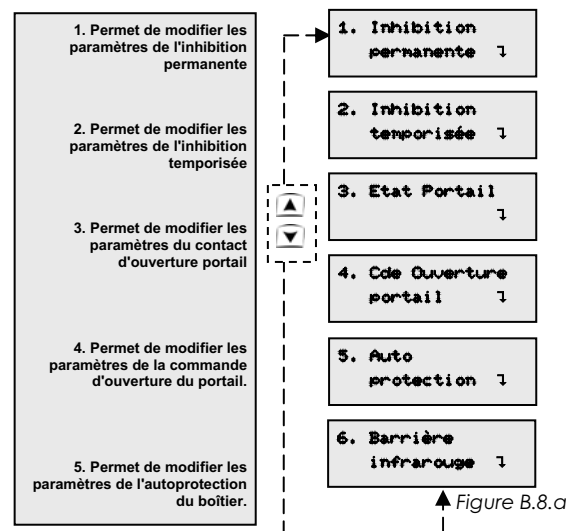 1. Permet de modifier les
paramètres de l'inhibition
permanente
2. Permet de modifier les
paramètres de l'inhibition
temporisée
3. Permet de modifier les
paramètres du contact
d'ouverture portail
4. Permet de modifier les
paramètres de la commande
d'ouverture du portail.
5. Permet de modifier les
paramètres de l'autoprotection
du boîtier.
1. Inhibition
permanente ↴
2. Inhibition
temporisée ↴
3. Etat Portail
↴
4. Cde Ouverture
portail ↴
5. Auto
protection ↴
6. Barrière
infrarouge ↴
Figure B.8.a